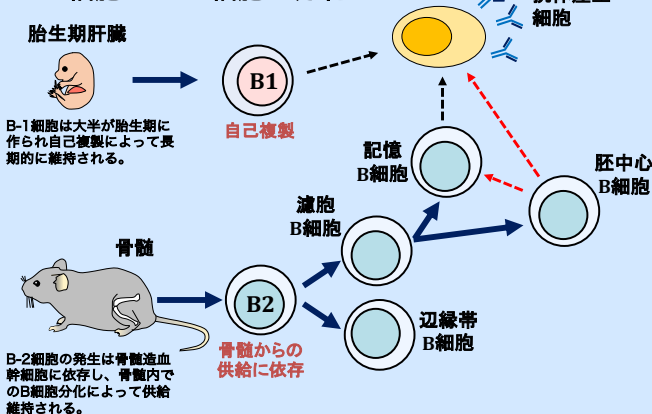 胎生期肝臓
B1
自己複製
B-1細胞は大半が胎生期に
作られ自己複製によって長
期的に維持される。
細胞
記憶
B細胞
胚中心
B細胞
濾胞
B細胞
骨髄
B2
骨髄からの
供給に依存
辺縁帯
B細胞
B-2細胞の発生は骨髄造血
幹細胞に依存し、骨髄内で
のB細胞分化によって供給
維持される。